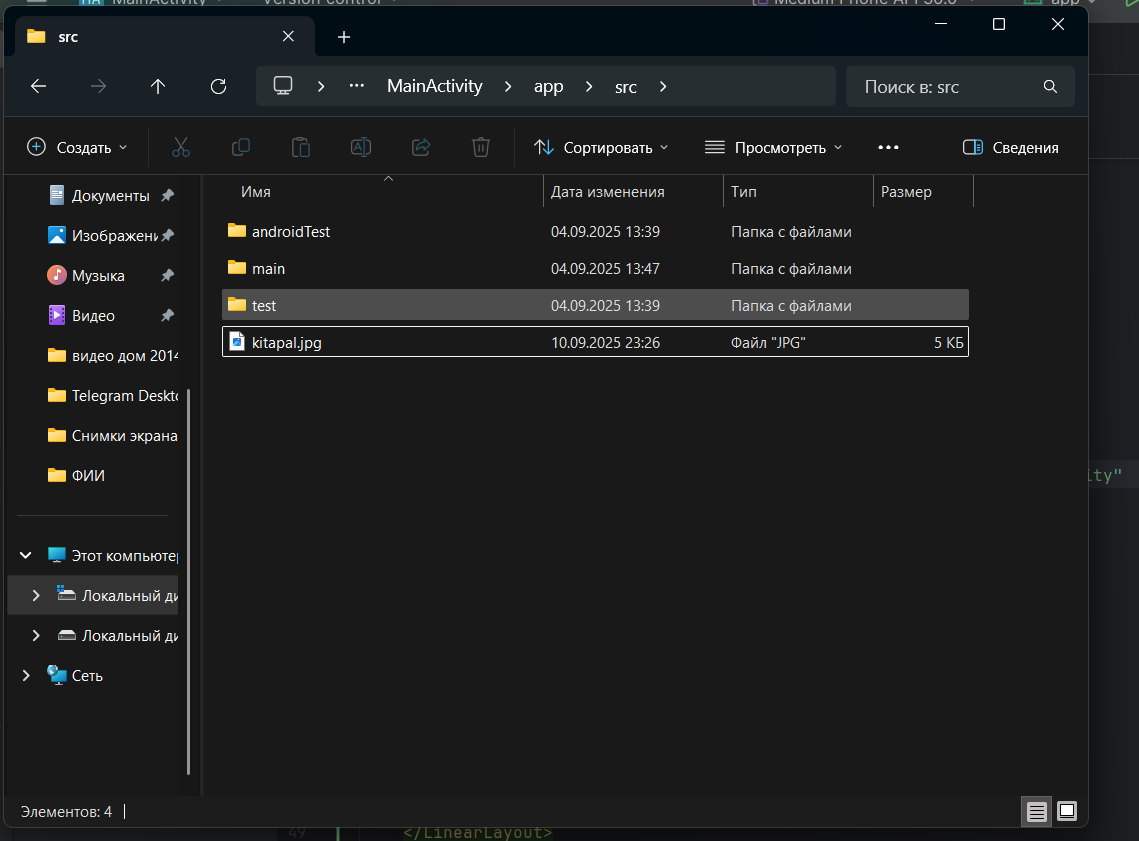 MainActivity Version control Medium Phone API 36.0 app
src
MainActivity app src Поиск в: src
Создать Сортировать Просмотреть Сведения
Имя Дата изменения Тип Размер
Документы
androidTest 04.09.2025 13:39 Папка с файлами
Изображени
main 04.09.2025 13:47 Папка с файлами
Музыка
test 04.09.2025 13:39 Папка с файлами
Видео
kitapal.jpg 10.09.2025 23:26 Файл "JPG" 5 КБ
видео дом 2014
Telegram Deskto
Снимки экрана
ФИИ
ity"
Этот компьютер
Локальный ди
Локальный ди
Сеть
Элементов: 4
49 </LinearLayout>